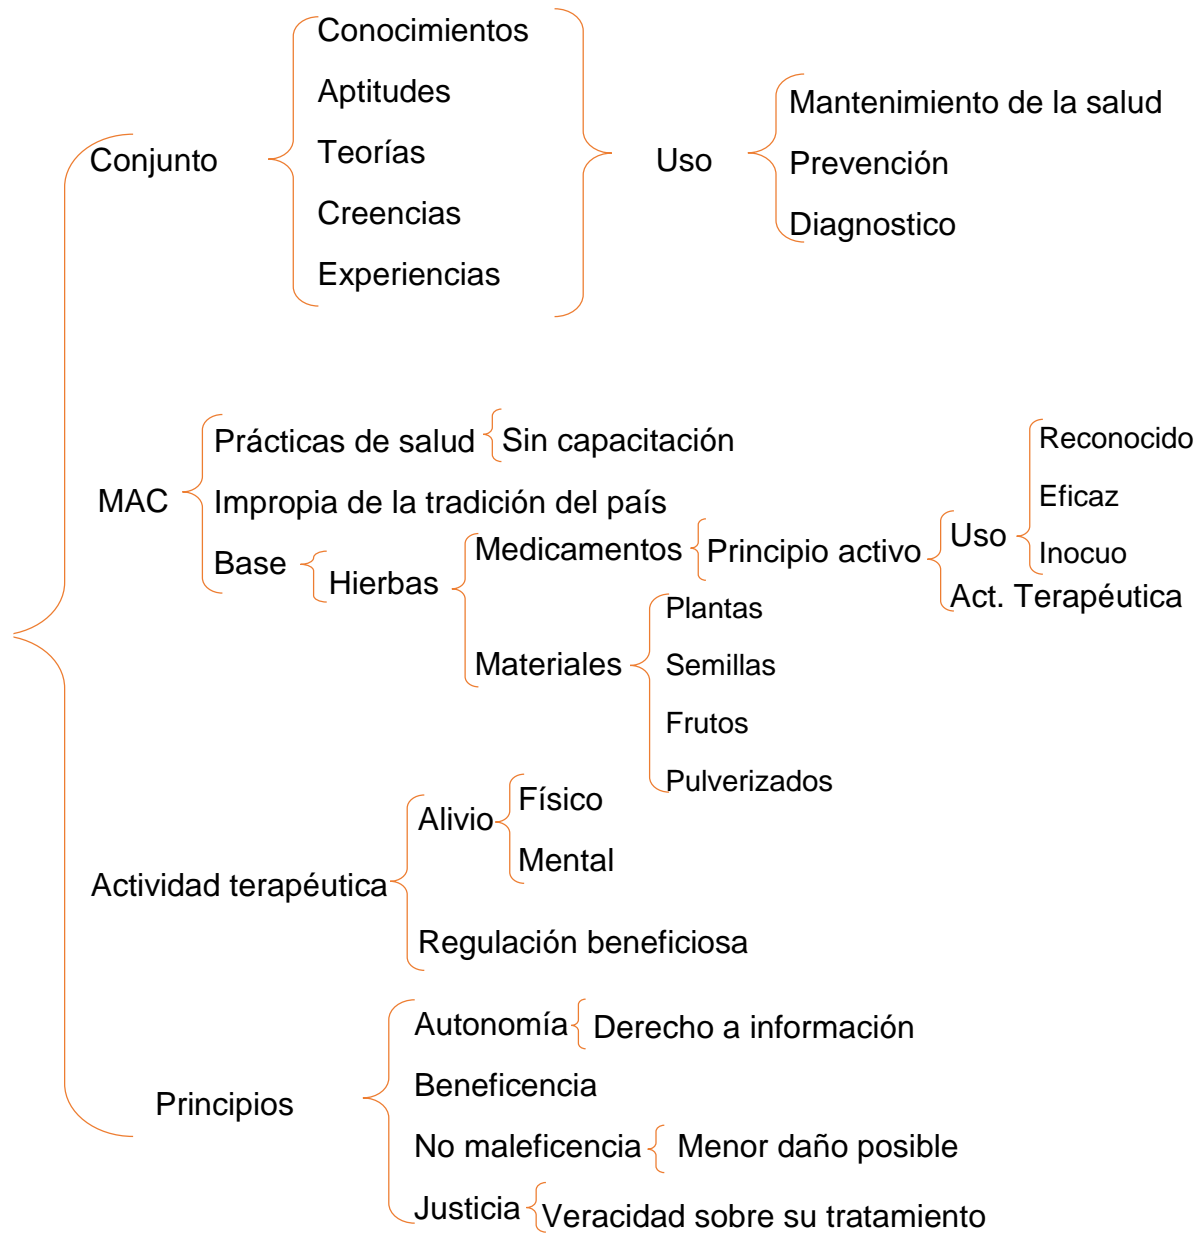 Conjunto
Conocimientos
Aptitudes
Teorías
Creencias
Experiencias
Uso
Mantenimiento de la salud
Prevención
Diagnostico
MAC
Prácticas de salud
Sin capacitación
Impropia de la tradición del país
Base
Hierbas
Medicamentos
Principio activo
Uso
Reconocido
Eficaz
Inocuo
Act. Terapéutica
Materiales
Plantas
Semillas
Frutos
Pulverizados
Actividad terapéutica
Alivio
Físico
Mental
Regulación beneficiosa
Principios
Autonomía
Derecho a información
Beneficencia
No maleficencia
Menor daño posible
Justicia
Veracidad sobre su tratamiento